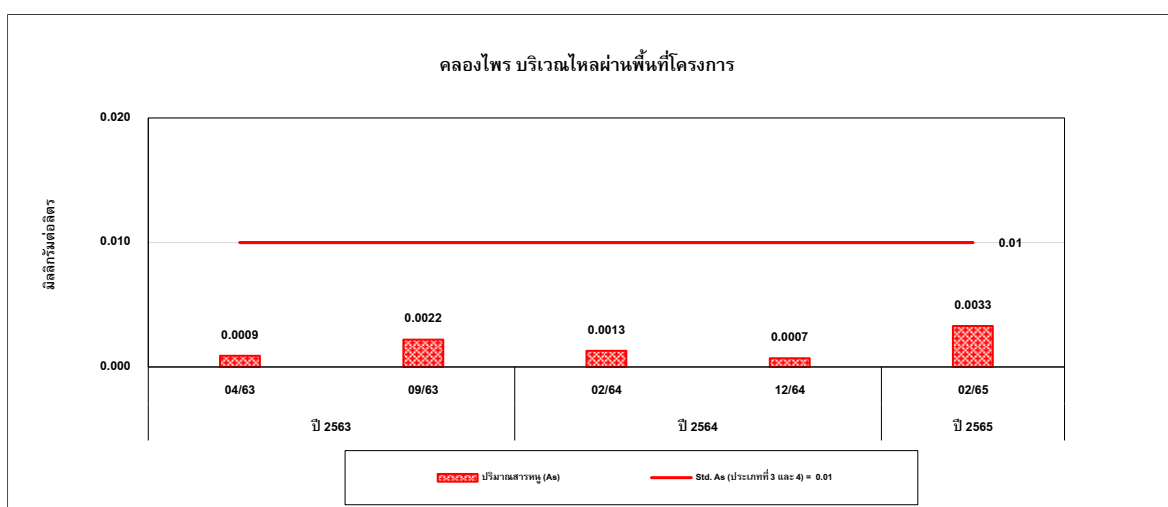 คลองไพร บริเวณไหลผ่านพื้นที่โครงการ
มิลลิกรัมต่อลิตร
0.020
0.010
0.000
0.01
0.0009
0.0022
0.0013
0.0007
0.0033
04/63
09/63
02/64
12/64
02/65
ปี 2563
ปี 2564
ปี 2565
ปริมาณสารหนู (As)
Std. As (ประเภทที่ 3 และ 4) = 0.01